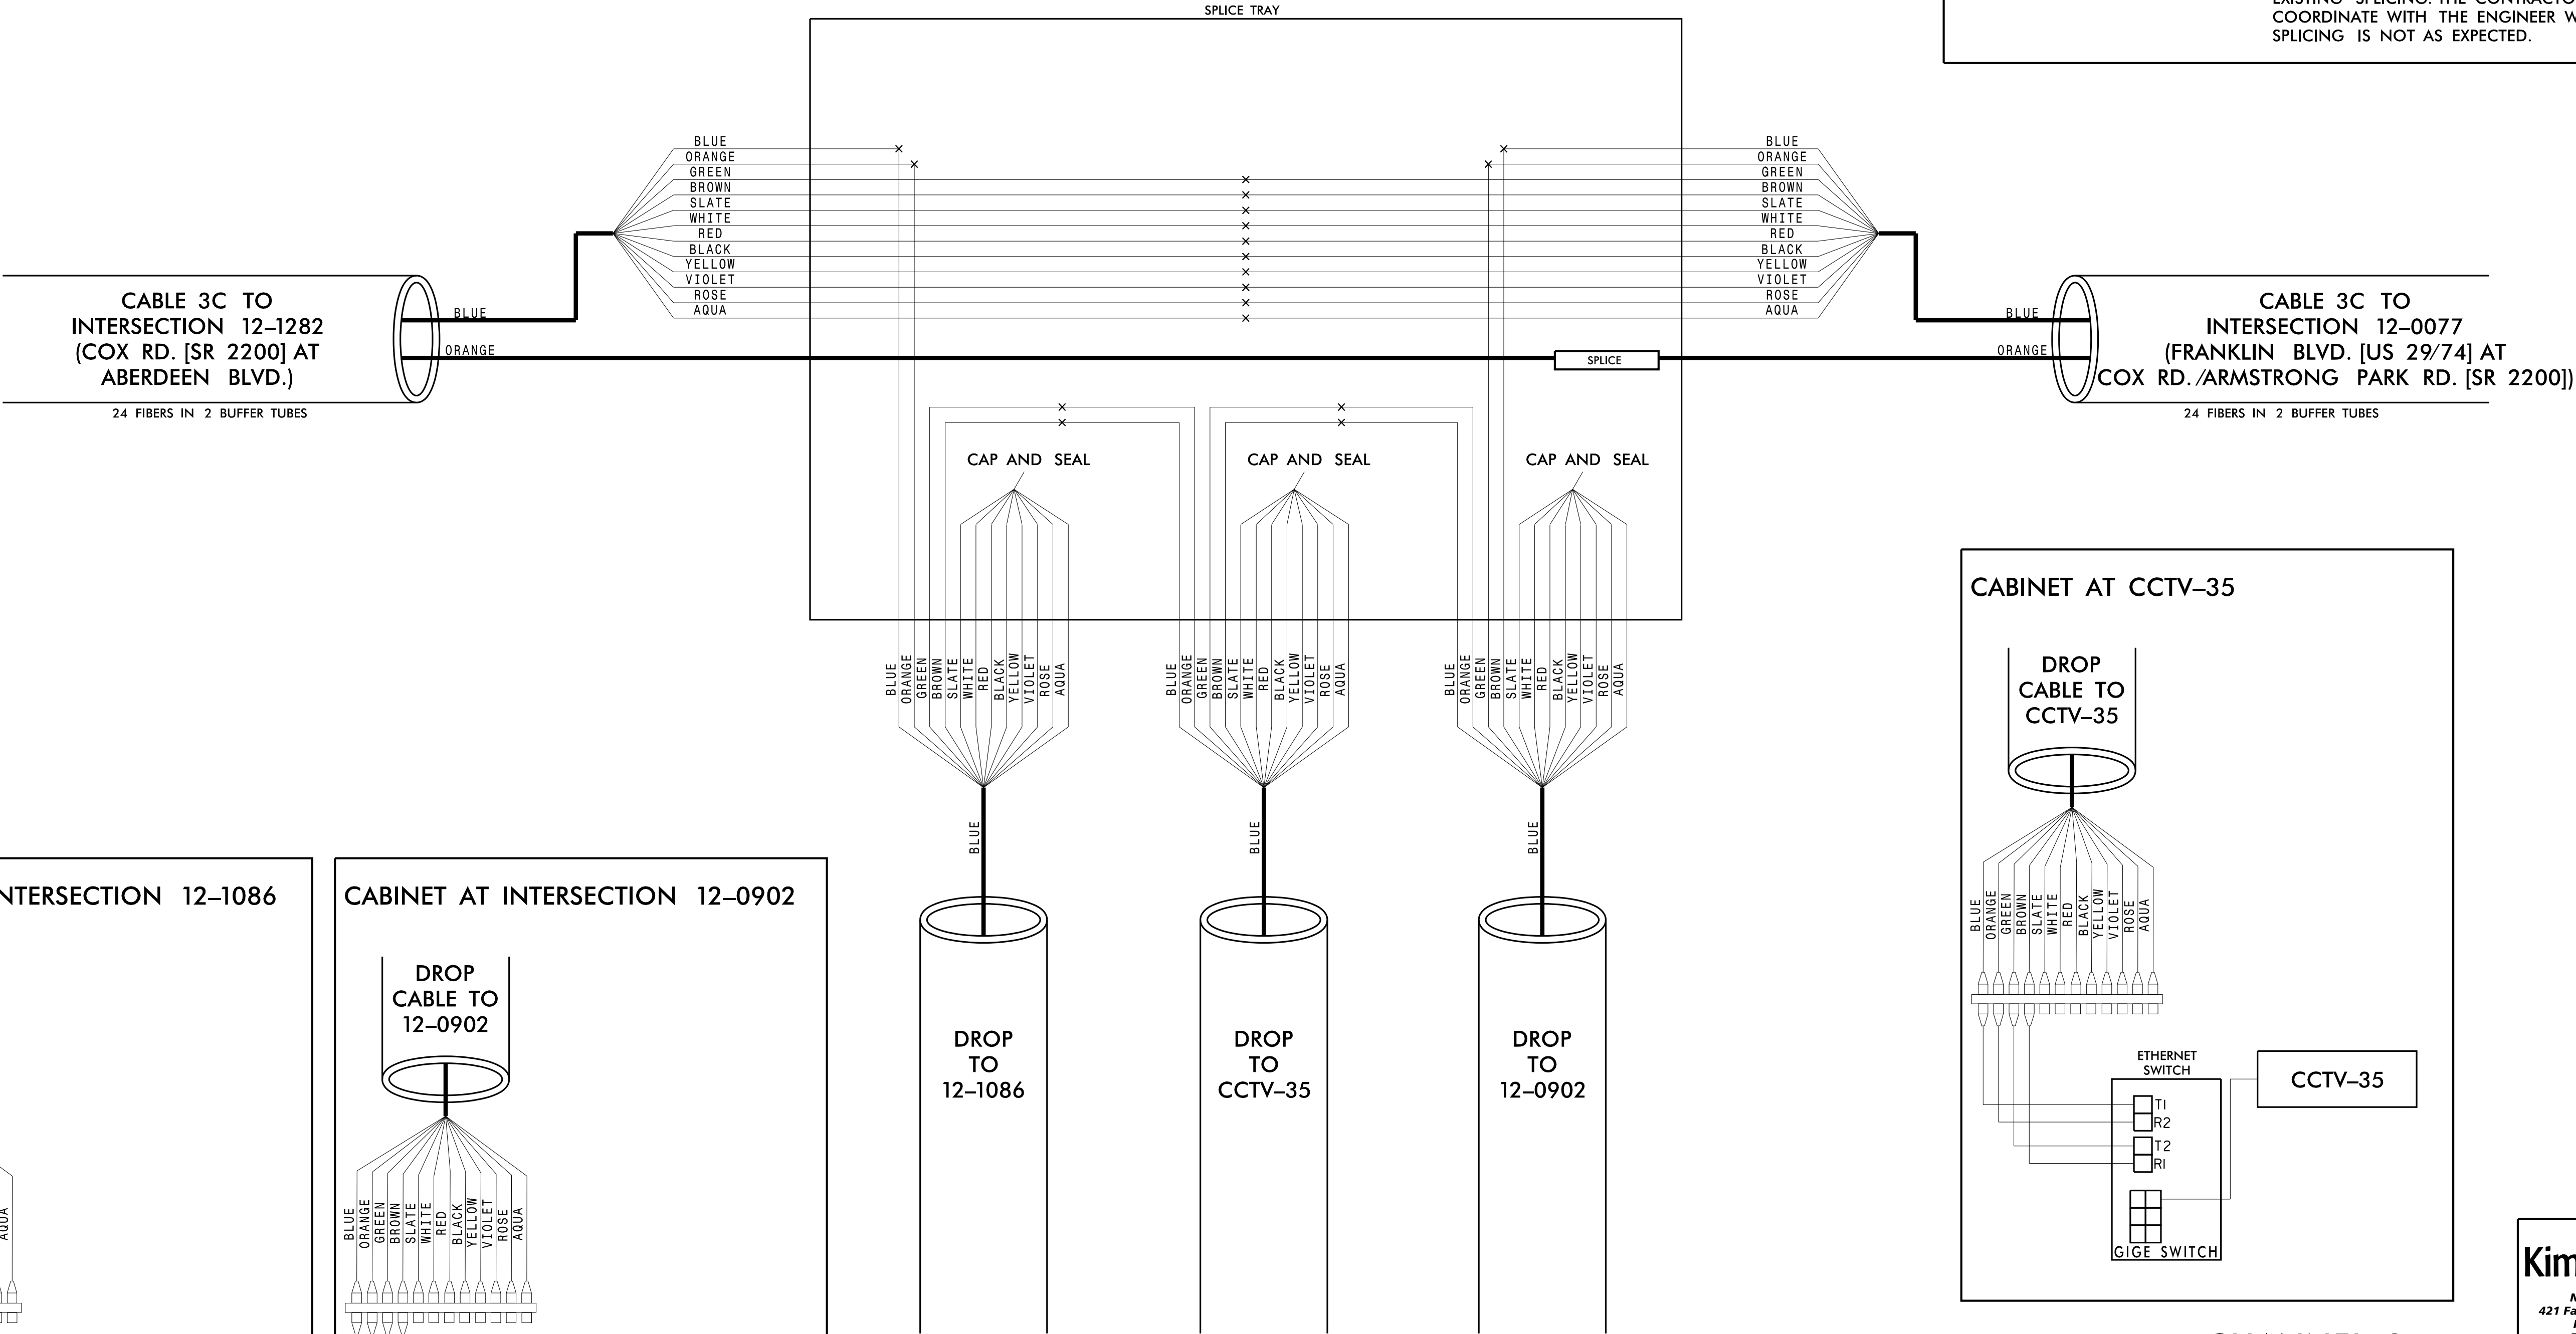 SPLICE TRAY
COORDINATE WITH THE ENGINEER
SPLICING IS NOT AS EXPECTED.
BLUE
ORANGE
GREEN
BROWN
SLATE
WHITE
RED
BLACK
YELLOW
VIOLET
ROSE
AQUA
BLUE
ORANGE
GREEN
BROWN
SLATE
WHITE
RED
BLACK
YELLOW
VIOLET
ROSE
AQUA
CABLE 3C TO
INTERSECTION 12–1282
(COX RD. [SR 2200] AT
ABERDEEN BLVD.)
24 FIBERS IN 2 BUFFER TUBES
BLUE
ORANGE
SPLICE
BLUE
ORANGE
CABLE 3C TO
INTERSECTION 12–0077
(FRANKLIN BLVD. [US 29/74] AT
COX RD./ARMSTRONG PARK RD. [SR 2200])
24 FIBERS IN 2 BUFFER TUBES
CAP AND SEAL
CAP AND SEAL
CAP AND SEAL
BLUE
ORANGE
GREEN
BROWN
SLATE
WHITE
RED
BLACK
YELLOW
VIOLET
ROSE
AQUA
BLUE
ORANGE
GREEN
BROWN
SLATE
WHITE
RED
BLACK
YELLOW
VIOLET
ROSE
AQUA
BLUE
ORANGE
GREEN
BROWN
SLATE
WHITE
RED
BLACK
YELLOW
VIOLET
ROSE
AQUA
BLUE
BLUE
BLUE
DROP
TO
12–1086
DROP
TO
CCTV–35
DROP
TO
12–0902
CABINET AT CCTV–35
DROP
CABLE TO
CCTV–35
BLUE
ORANGE
GREEN
BROWN
SLATE
WHITE
RED
BLACK
YELLOW
VIOLET
ROSE
AQUA
ETHERNET
SWITCH
T1
R2
T2
R1
GIGE SWITCH
CCTV–35
NTERSECTION 12–1086
AQUA
CABINET AT INTERSECTION 12–0902
DROP
CABLE TO
12–0902
BLUE
ORANGE
GREEN
BROWN
SLATE
WHITE
RED
BLACK
YELLOW
VIOLET
ROSE
AQUA
Kim
421 Fa